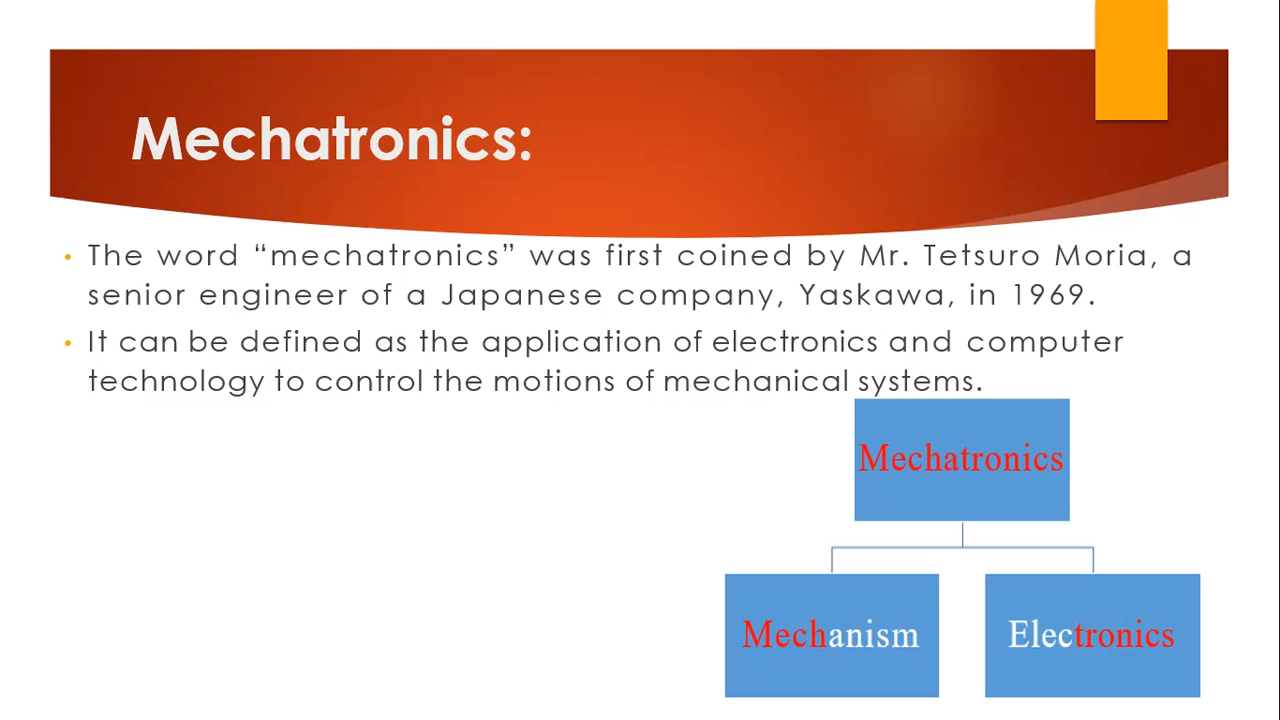 Mechatronics:
• The word “mechatronics” was first coined by Mr. Tetsuro Moria, a
senior engineer of a Japanese company, Yaskawa, in 1969.
• It can be defined as the application of electronics and computer
technology to control the motions of mechanical systems.
Mechatronics
Mechanism
Electronics